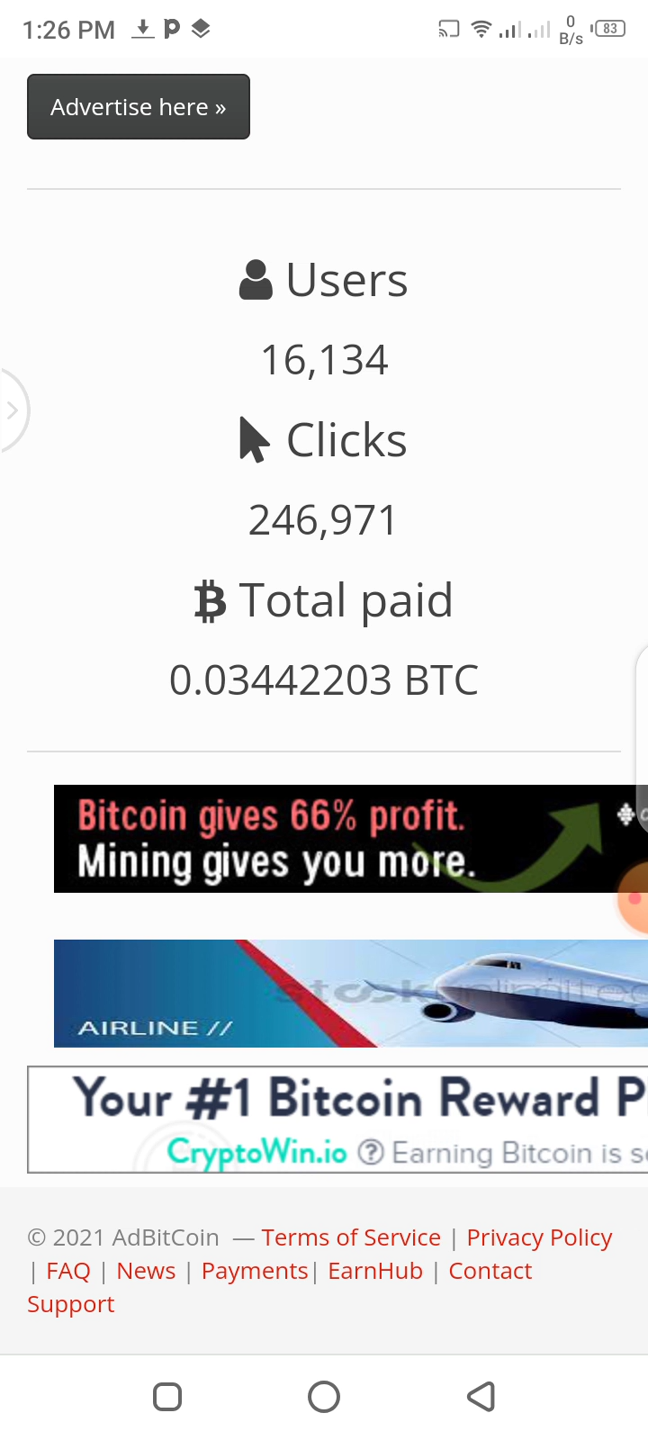 1:26 PM
0
B/s
83
Advertise here »
Users
16,134
Clicks
246,971
Total paid
0.03442203 BTC
Bitcoin gives 66% profit.
Mining gives you more.
AIRLINE //
Your #1 Bitcoin Reward P
CryptoWin.io ? Earning Bitcoin is s
© 2021 AdBitCoin — Terms of Service | Privacy Policy
| FAQ | News | Payments| EarnHub | Contact
Support